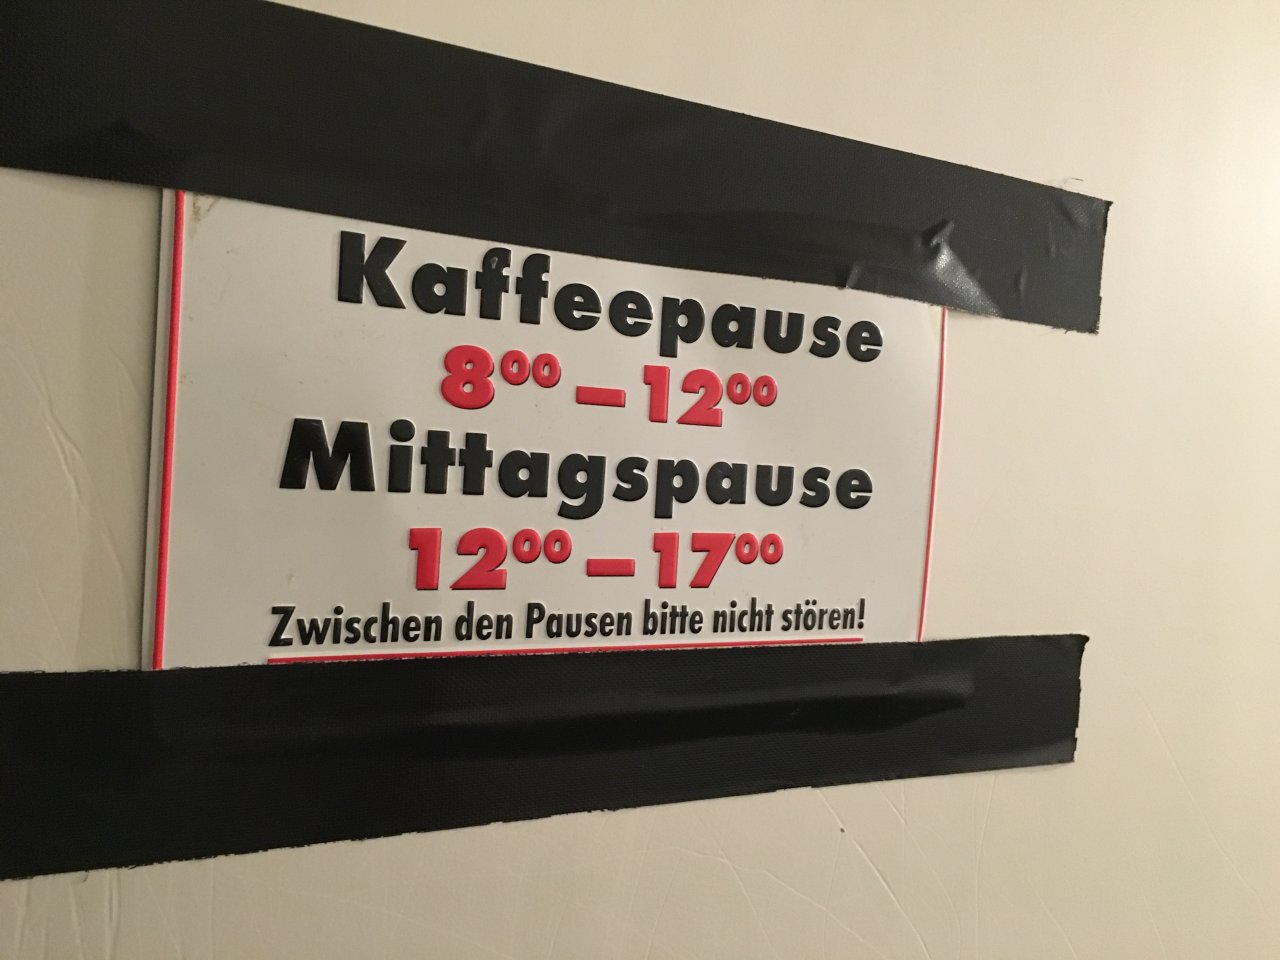 Kaffeepause
8⁰⁰ – 12⁰⁰
Mittagspause
12⁰⁰ – 17⁰⁰
Zwischen den Pausen bitte nicht stören!